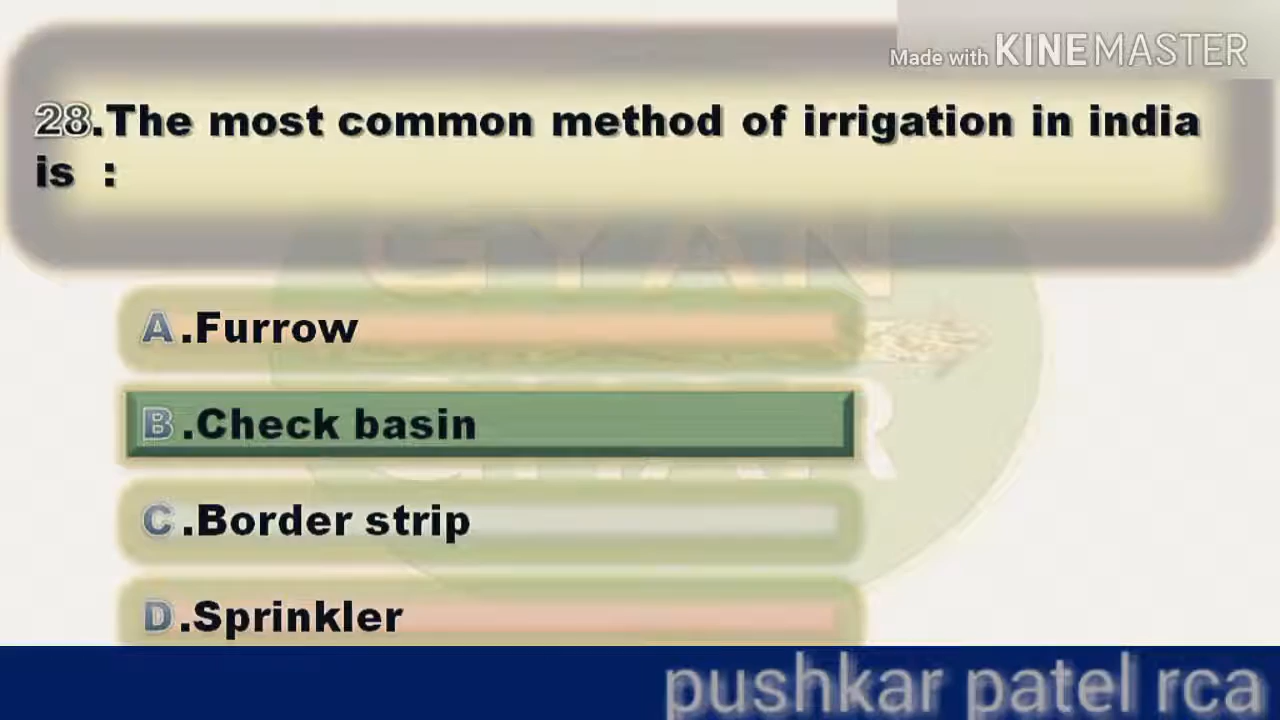 Made with KINEMASTER
28.The most common method of irrigation in india
is :
GYAN
A.Furrow
B.Check basin
C.Border strip
D.Sprinkler
pushkar patel rca